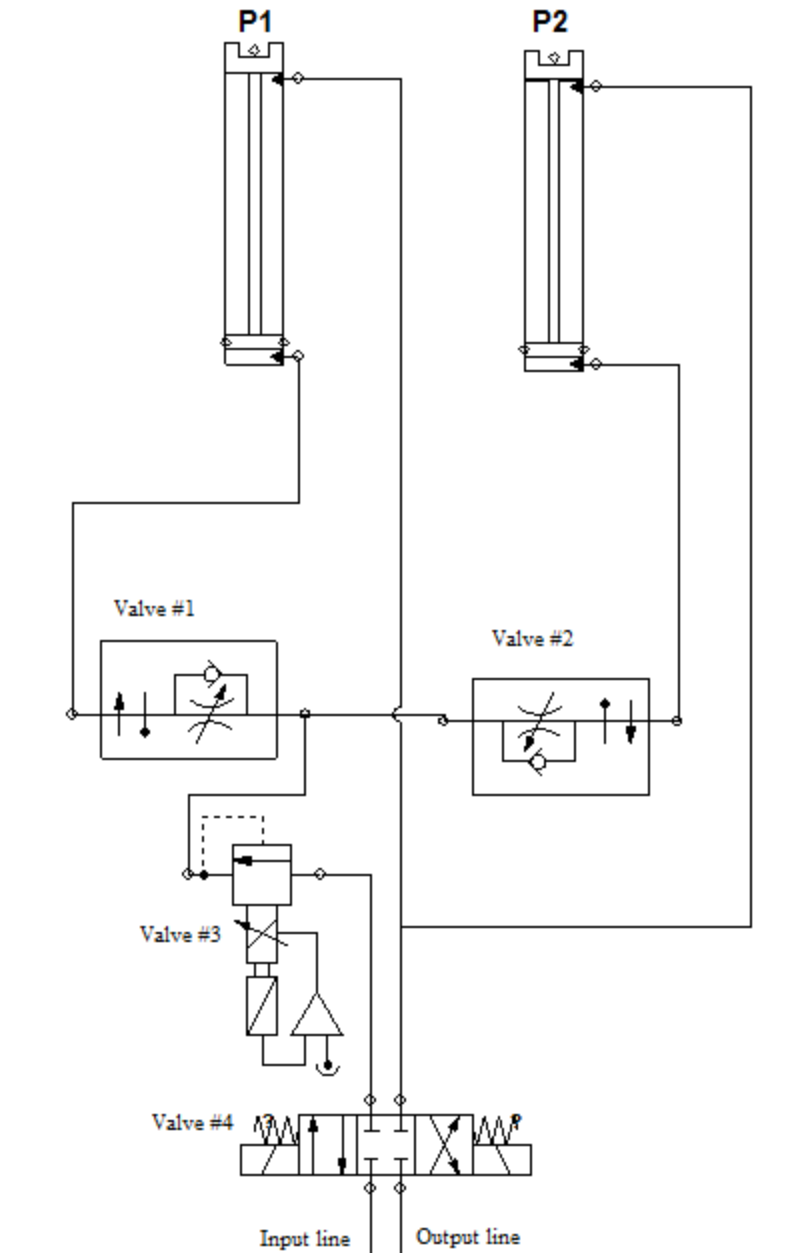 P1 P2
Valve #1
Valve #2
Valve #3
Valve #4
Input line Output line